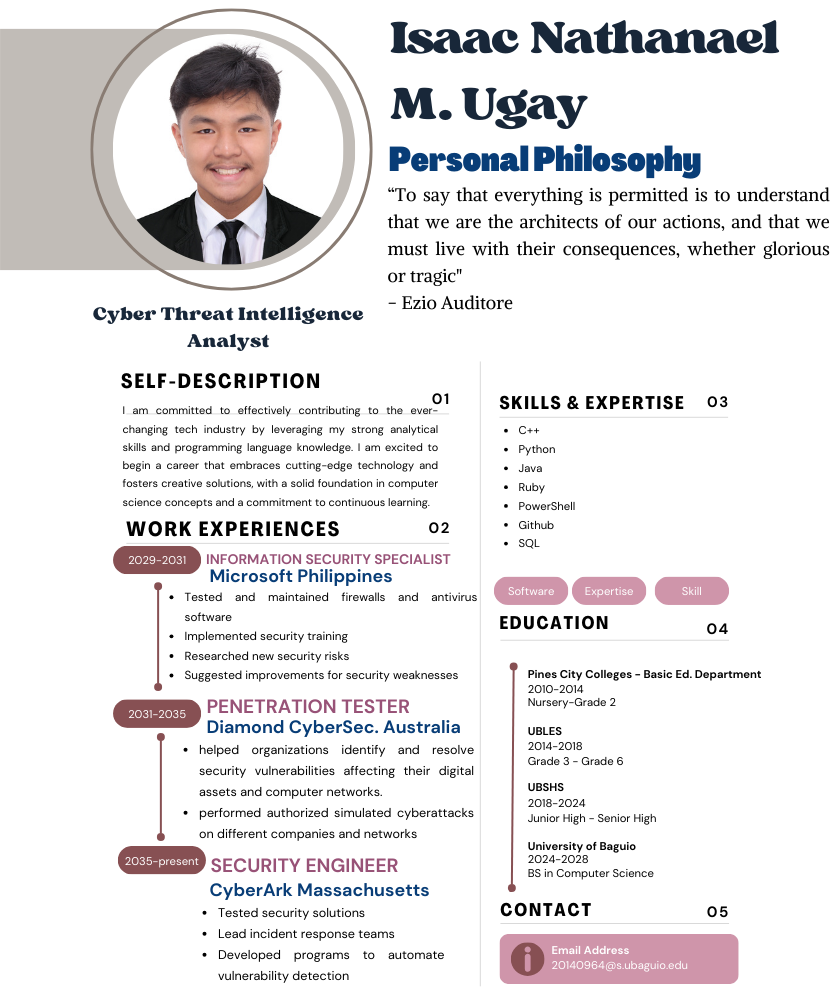 Isaac Nathanael
M. Ugay
Personal Philosophy
“To say that everything is permitted is to understand
that we are the architects of our actions, and that we
must live with their consequences, whether glorious
or tragic"
– Ezio Auditore
Cyber Threat Intelligence
Analyst
SELF-DESCRIPTION
01
I am committed to effectively contributing to the ever-
changing tech industry by leveraging my strong analytical
skills and programming language knowledge. I am excited to
begin a career that embraces cutting-edge technology and
fosters creative solutions, with a solid foundation in computer
science concepts and a commitment to continuous learning.
WORK EXPERIENCES 02
2029-2031 INFORMATION SECURITY SPECIALIST
Microsoft Philippines
• Tested and maintained firewalls and antivirus
software
• Implemented security training
• Researched new security risks
• Suggested improvements for security weaknesses
2031-2035 PENETRATION TESTER
Diamond CyberSec. Australia
• helped organizations identify and resolve
security vulnerabilities affecting their digital
assets and computer networks.
• performed authorized simulated cyberattacks
on different companies and networks
2035-present SECURITY ENGINEER
CyberArk Massachusetts
• Tested security solutions
• Lead incident response teams
• Developed programs to automate
vulnerability detection
SKILLS & EXPERTISE 03
• C++
• Python
• Java
• Ruby
• PowerShell
• Github
• SQL
Software Expertise Skill
EDUCATION 04
Pines City Colleges - Basic Ed. Department
2010-2014
Nursery-Grade 2
UBLES
2014-2018
Grade 3 - Grade 6
UBSHS
2018-2024
Junior High - Senior High
University of Baguio
2024-2028
BS in Computer Science
CONTACT 05
Email Address
20140964@s.ubaguio.edu